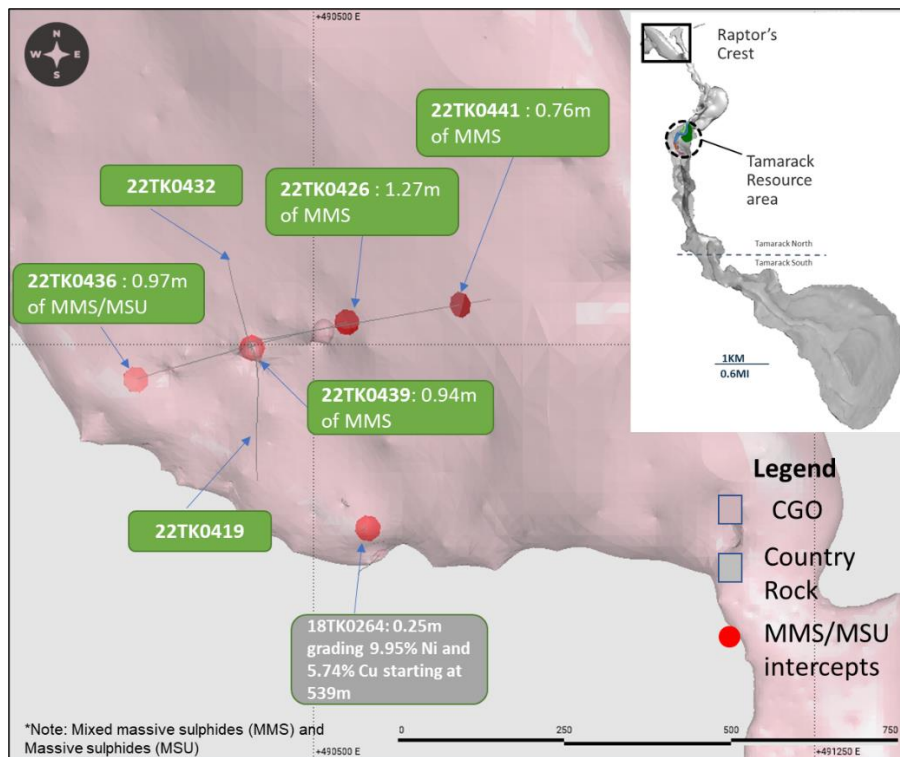 +490500 E
N
W E
S
Raptor's
Crest
22TK0441 : 0.76m
of MMS
22TK0432
22TK0426 : 1.27m
of MMS
Tamarack
Resource
area
22TK0436 : 0.97m
of MMS/MSU
Tamarack North
Tamarack South
1KM
0.6MI
22TK0439: 0.94m
of MMS
22TK0419
Legend
CGO
Country
Rock
MMS/MSU
intercepts
18TK0264: 0.25m
grading 9.95% Ni and
5.74% Cu starting at
539m
*Note: Mixed massive sulphides (MMS) and
Massive sulphides (MSU)
0 250 500 750
+490500 E
+491250 E